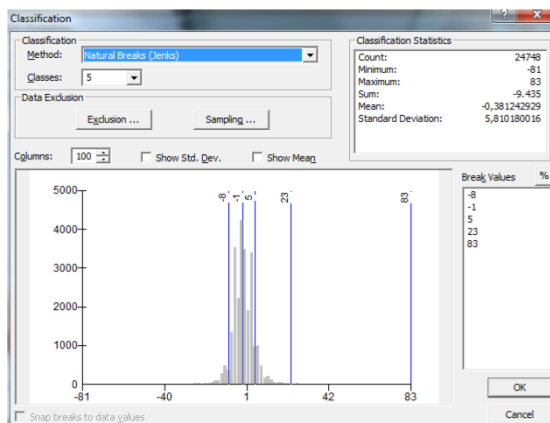 Classification
Classification
Method: Natural Breaks (Jenks)
Classes: 5
Data Exclusion
Exclusion ... Sampling ...
Classification Statistics
Count: 24748
Minimum: -81
Maximum: 83
Sum: -9.435
Mean: -0,381242929
Standard Deviation: 5,810180016
Columns: 100 Show Std. Dev. Show Mean
Break Values %
-8
-1
5
23
83
5000
4000
3000
2000
1000
0
-8 -1 5 23 83
-81 -40 1 42 83
OK
Snap breaks to data values
Cancel